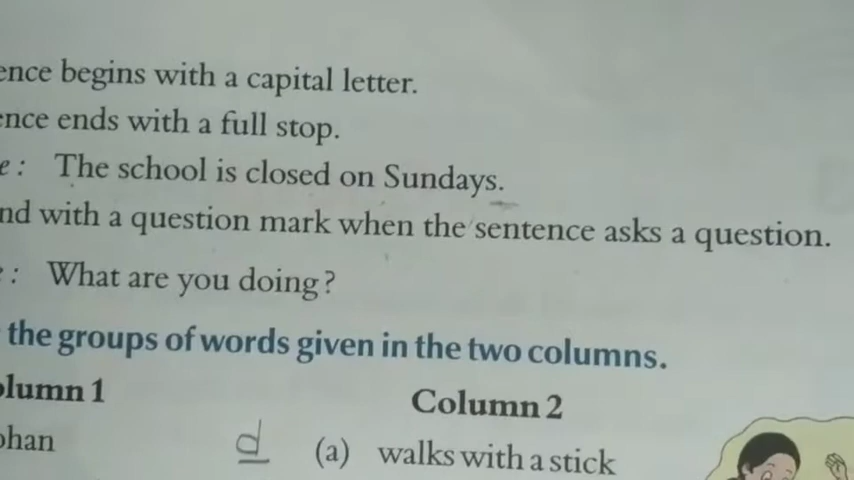 ence begins with a capital letter.
ence ends with a full stop.
e: The school is closed on Sundays.
nd with a question mark when the sentence asks a question.
: What are you doing?
the groups of words given in the two columns.
olumn 1 Column 2
ohan d (a) walks with a stick